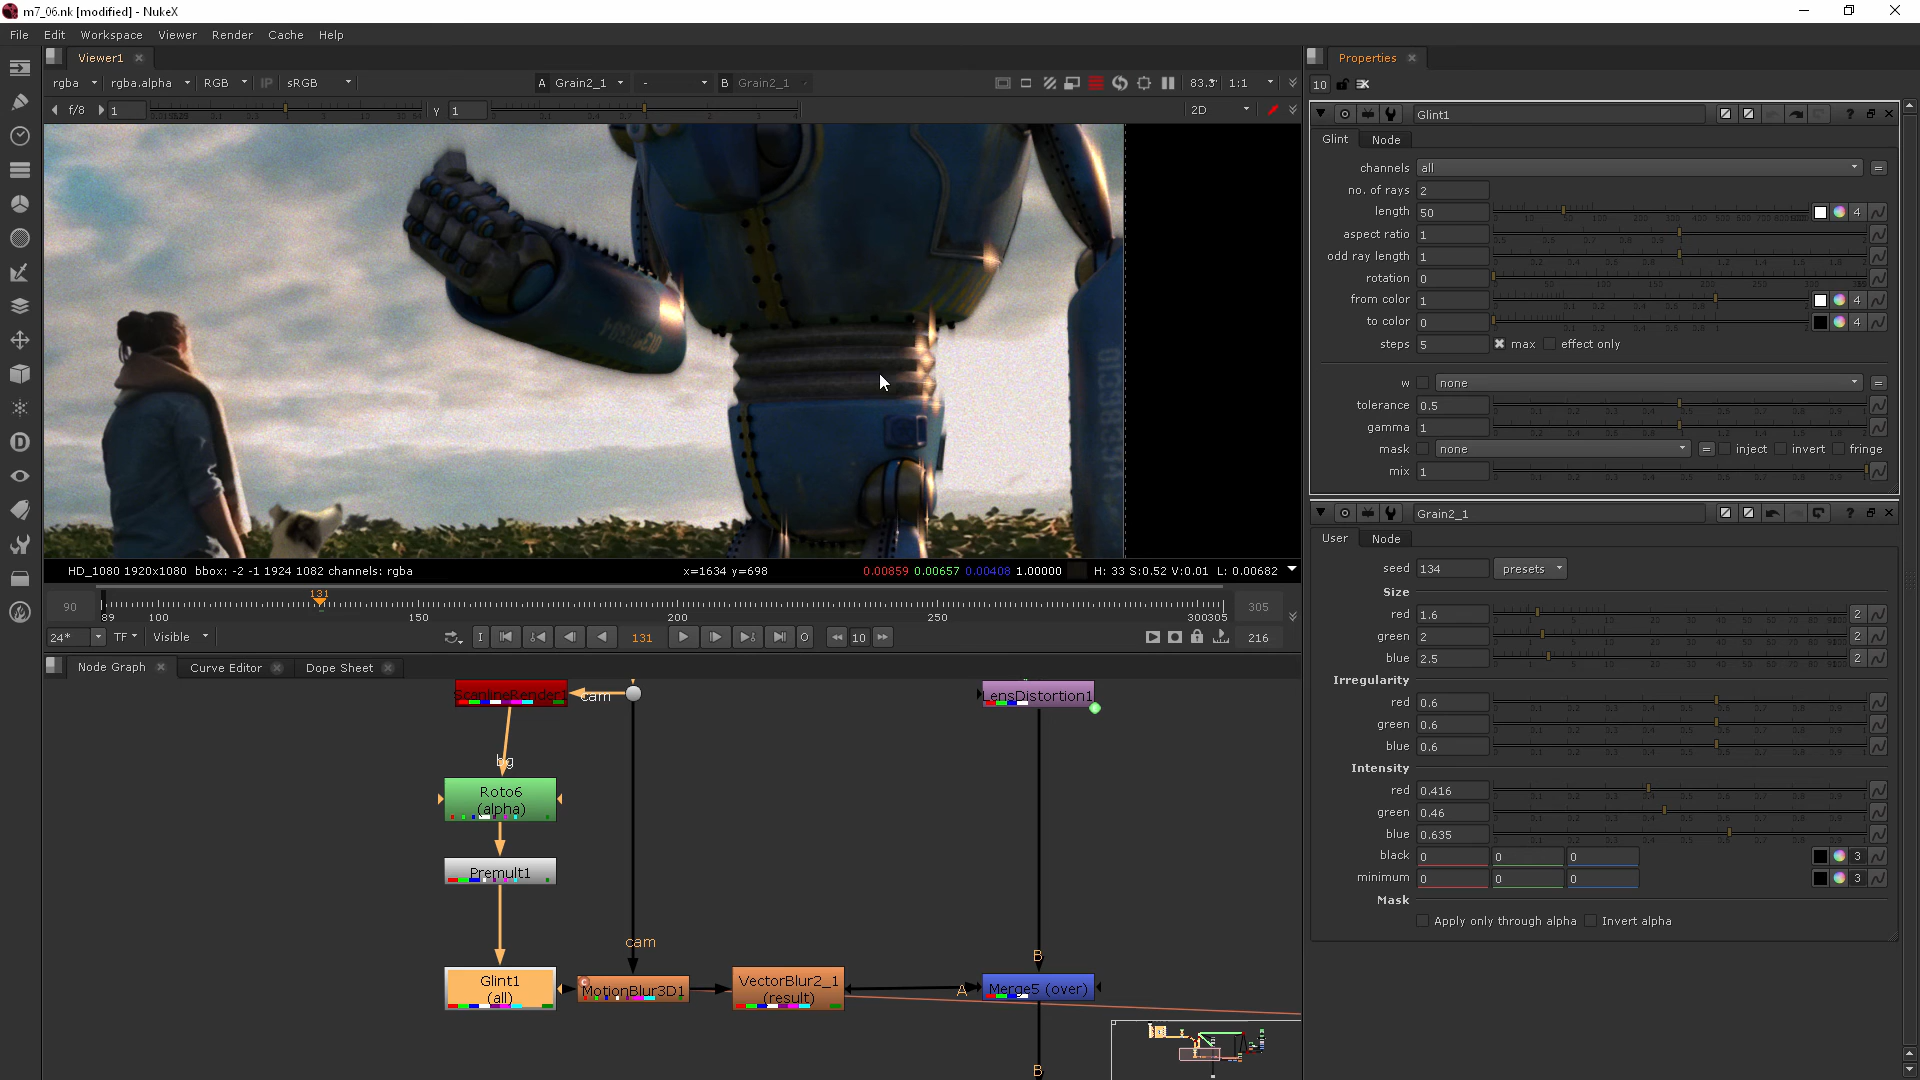 m7_06.nk [modified] - NukeX
File Edit Workspace Viewer Render Cache Help
Viewer1
rgba rgba.alpha RGB IP sRGB A Grain2_1 - B Grain2_1 83.3 1:1
f/8 1 Y 1 2D
HD_1080 1920x1080 bbox: -2 -1 1924 1082 channels: rgba x=1634 y=698 0.00859 0.00657 0.00408 1.00000 H: 33 S:0.52 V:0.01 L: 0.00682
90 131 305
89 100 150 200 250 300305
24* TF Visible I 131 O 10 216
Node Graph Curve Editor Dope Sheet
ScanlineRender1 cam
LensDistortion1
bg
Roto6
(alpha)
Premult1
cam
B
Glint1
(all)
MotionBlur3D1
VectorBlur2_1
(result)
A
Merge5 (over)
B
Properties
10
Glint1
Glint Node
channels all
no. of rays 2
length 50 4
aspect ratio 1
odd ray length 1
rotation 0
from color 1 4
to color 0 4
steps 5 max effect only
w none
tolerance 0.5
gamma 1
mask none inject invert fringe
mix 1
Grain2_1
User Node
seed 134 presets
Size
red 1.6 2
green 2 2
blue 2.5 2
Irregularity
red 0.6
green 0.6
blue 0.6
Intensity
red 0.416
green 0.46
blue 0.635
black 0 0 0 3
minimum 0 0 0 3
Mask
Apply only through alpha Invert alpha